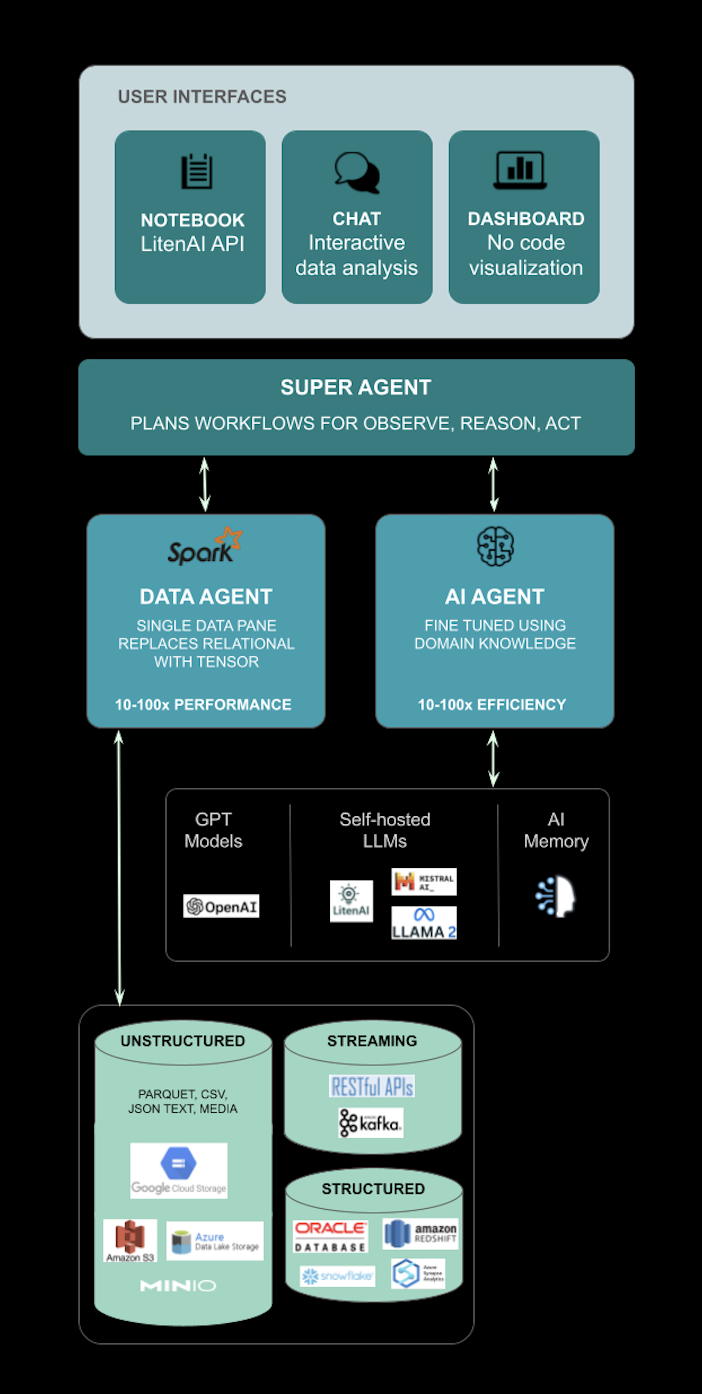 USER INTERFACES
NOTEBOOK
LitenAI API
CHAT
Interactive
data analysis
DASHBOARD
No code
visualization
SUPER AGENT
PLANS WORKFLOWS FOR OBSERVE, REASON, ACT
Spark
DATA AGENT
SINGLE DATA PANE
REPLACES RELATIONAL
WITH TENSOR
10-100x PERFORMANCE
AI AGENT
FINE TUNED USING
DOMAIN KNOWLEDGE
10-100x EFFICIENCY
GPT
Models
OpenAI
Self-hosted
LLMs
LitenAI
MISTRAL
AI_
LLAMA 2
AI
Memory
UNSTRUCTURED
PARQUET, CSV,
JSON TEXT, MEDIA
Google Cloud Storage
Amazon S3
Azure
Data Lake Storage
MINIO
STREAMING
RESTful APIs
kafka
STRUCTURED
ORACLE
DATABASE
amazon
REDSHIFT
snowflake
Azure
Synapse
Analytics